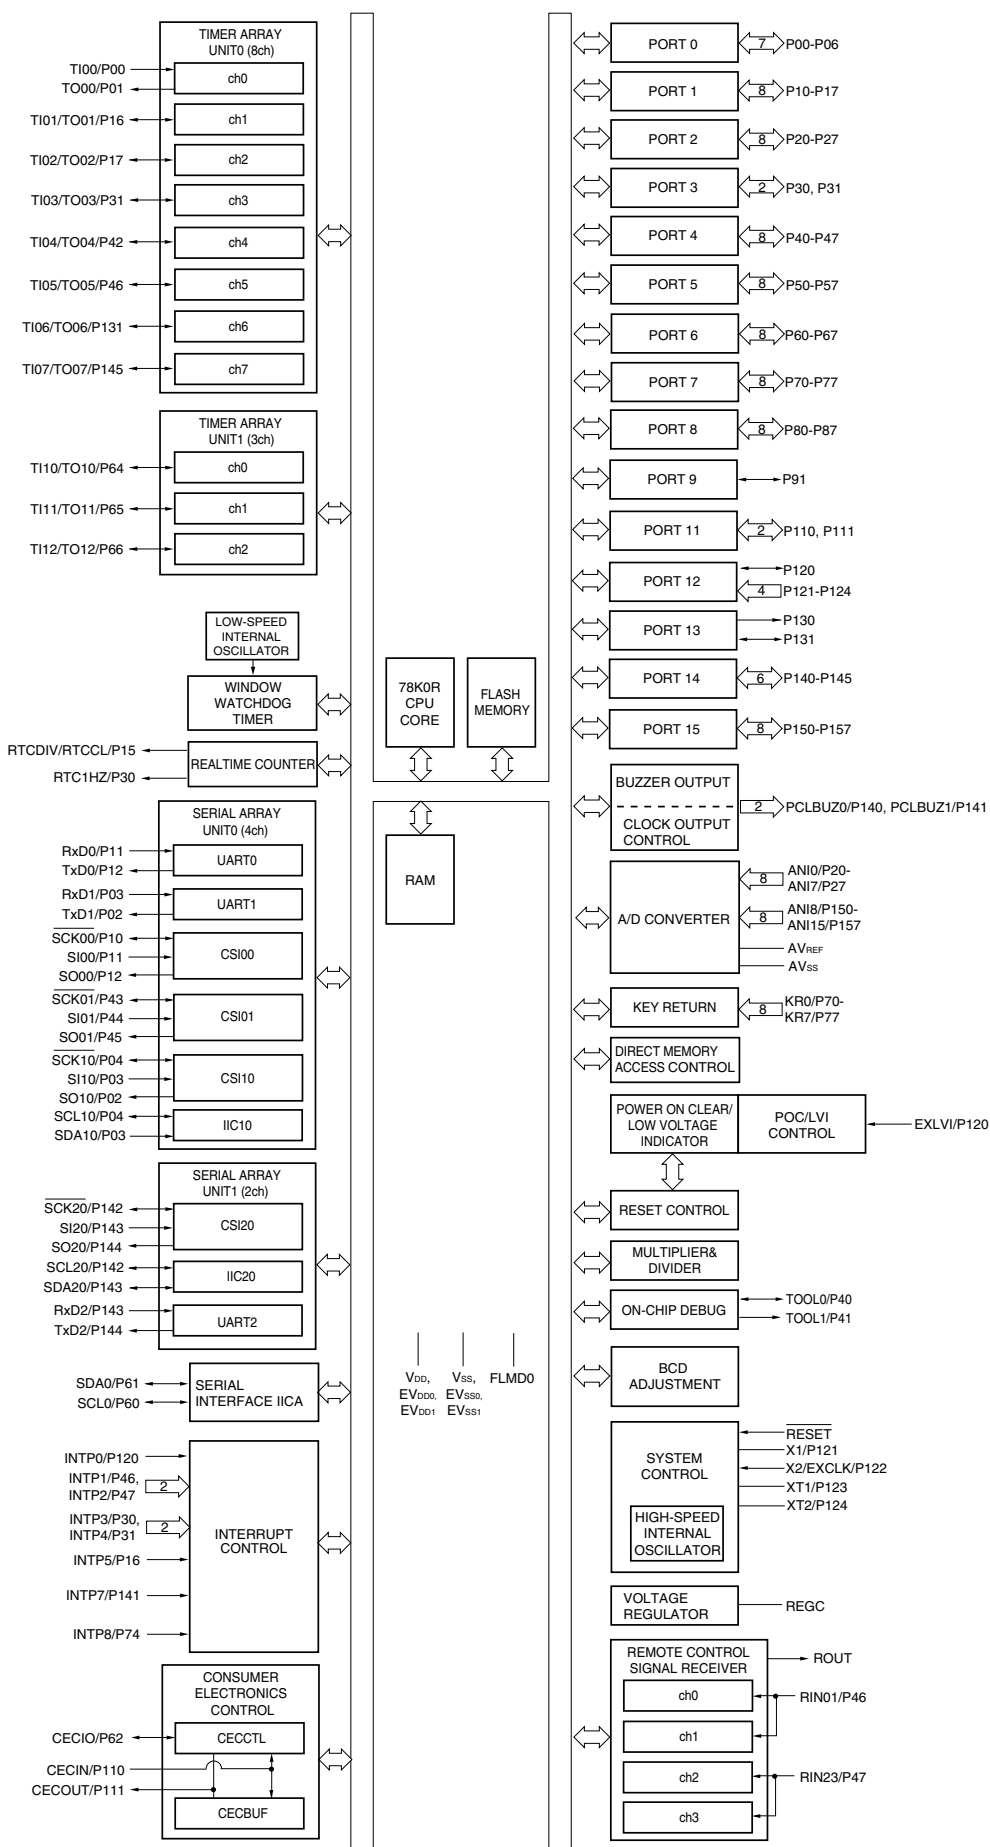 TIMER ARRAY
UNIT0 (8ch)
TI00/P00
TO00/P01
ch0
TI01/TO01/P16
ch1
TI02/TO02/P17
ch2
TI03/TO03/P31
ch3
TI04/TO04/P42
ch4
TI05/TO05/P46
ch5
TI06/TO06/P131
ch6
TI07/TO07/P145
ch7
TIMER ARRAY
UNIT1 (3ch)
TI10/TO10/P64
ch0
TI11/TO11/P65
ch1
TI12/TO12/P66
ch2
LOW-SPEED
INTERNAL
OSCILLATOR
WINDOW
WATCHDOG
TIMER
RTCDIV/RTCCL/P15
RTC1HZ/P30
REALTIME COUNTER
SERIAL ARRAY
UNIT0 (4ch)
RxD0/P11
TxD0/P12
UART0
RxD1/P03
TxD1/P02
UART1
SCK00/P10
SI00/P11
SO00/P12
CSI00
SCK01/P43
SI01/P44
SO01/P45
CSI01
SCK10/P04
SI10/P03
SO10/P02
CSI10
SCL10/P04
SDA10/P03
IIC10
SERIAL ARRAY
UNIT1 (2ch)
SCK20/P142
SI20/P143
SO20/P144
CSI20
SCL20/P142
SDA20/P143
IIC20
RxD2/P143
TxD2/P144
UART2
SDA0/P61
SCL0/P60
SERIAL
INTERFACE IICA
INTP0/P120
INTP1/P46,
INTP2/P47
2
INTP3/P30,
INTP4/P31
2
INTP5/P16
INTP7/P141
INTP8/P74
INTERRUPT
CONTROL
CONSUMER
ELECTRONICS
CONTROL
CECIO/P62
CECCTL
CECIN/P110
CECOUT/P111
CECBUF
78K0R
CPU
CORE
FLASH
MEMORY
RAM
VDD,
EVDD0,
EVDD1
VSS,
EVSS0,
EVSS1
FLMD0
PORT 0
7
P00-P06
PORT 1
8
P10-P17
PORT 2
8
P20-P27
PORT 3
2
P30, P31
PORT 4
8
P40-P47
PORT 5
8
P50-P57
PORT 6
8
P60-P67
PORT 7
8
P70-P77
PORT 8
8
P80-P87
PORT 9
P91
PORT 11
2
P110, P111
PORT 12
P120
4
P121-P124
PORT 13
P130
P131
PORT 14
6
P140-P145
PORT 15
8
P150-P157
BUZZER OUTPUT
CLOCK OUTPUT
CONTROL
2
PCLBUZ0/P140, PCLBUZ1/P141
A/D CONVERTER
8
ANI0/P20-
ANI7/P27
8
ANI8/P150-
ANI15/P157
AVREF
AVSS
KEY RETURN
8
KR0/P70-
KR7/P77
DIRECT MEMORY
ACCESS CONTROL
POWER ON CLEAR/
LOW VOLTAGE
INDICATOR
POC/LVI
CONTROL
EXLVI/P120
RESET CONTROL
MULTIPLIER&
DIVIDER
ON-CHIP DEBUG
TOOL0/P40
TOOL1/P41
BCD
ADJUSTMENT
SYSTEM
CONTROL
RESET
X1/P121
X2/EXCLK/P122
XT1/P123
XT2/P124
HIGH-SPEED
INTERNAL
OSCILLATOR
VOLTAGE
REGULATOR
REGC
REMOTE CONTROL
SIGNAL RECEIVER
ROUT
ch0
RIN01/P46
ch1
ch2
RIN23/P47
ch3